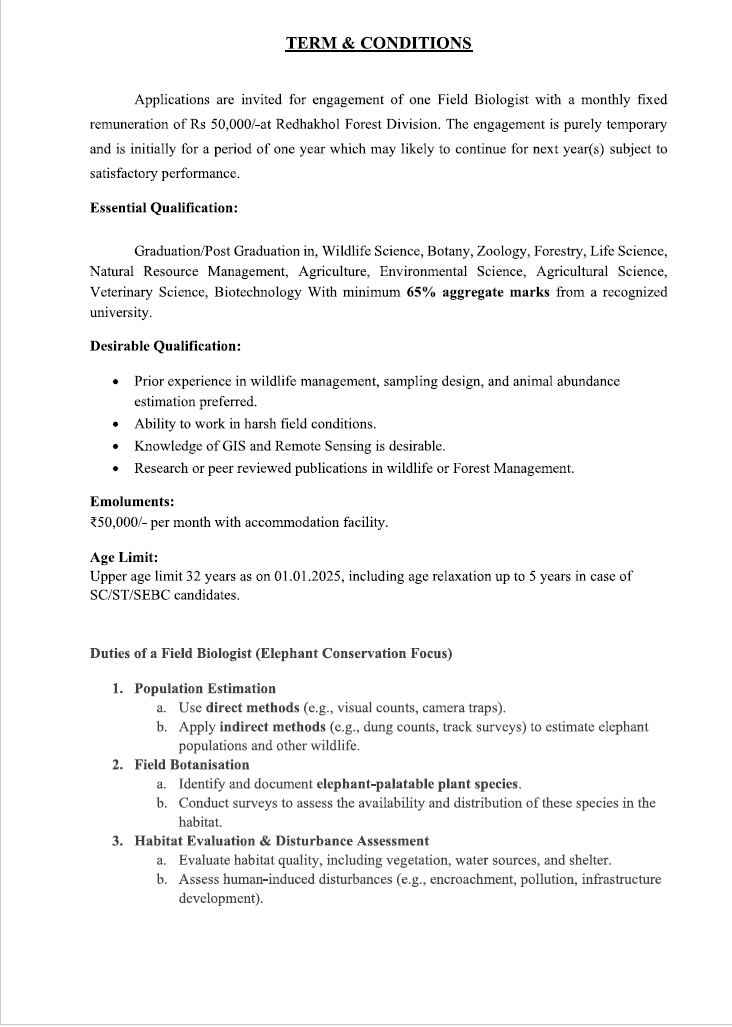 TERM & CONDITIONS
Applications are invited for engagement of one Field Biologist with a monthly fixed
remuneration of Rs 50,000/-at Redhakhol Forest Division. The engagement is purely temporary
and is initially for a period of one year which may likely to continue for next year(s) subject to
satisfactory performance.
Essential Qualification:
Graduation/Post Graduation in, Wildlife Science, Botany, Zoology, Forestry, Life Science,
Natural Resource Management, Agriculture, Environmental Science, Agricultural Science,
Veterinary Science, Biotechnology With minimum 65% aggregate marks from a recognized
university.
Desirable Qualification:
• Prior experience in wildlife management, sampling design, and animal abundance
estimation preferred.
• Ability to work in harsh field conditions.
• Knowledge of GIS and Remote Sensing is desirable.
• Research or peer reviewed publications in wildlife or Forest Management.
Emoluments:
₹50,000/- per month with accommodation facility.
Age Limit:
Upper age limit 32 years as on 01.01.2025, including age relaxation up to 5 years in case of
SC/ST/SEBC candidates.
Duties of a Field Biologist (Elephant Conservation Focus)
1. Population Estimation
a. Use direct methods (e.g., visual counts, camera traps).
b. Apply indirect methods (e.g., dung counts, track surveys) to estimate elephant
populations and other wildlife.
2. Field Botanisation
a. Identify and document elephant-palatable plant species.
b. Conduct surveys to assess the availability and distribution of these species in the
habitat.
3. Habitat Evaluation & Disturbance Assessment
a. Evaluate habitat quality, including vegetation, water sources, and shelter.
b. Assess human-induced disturbances (e.g., encroachment, pollution, infrastructure
development).